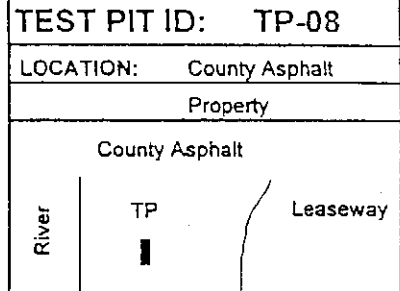 TEST PIT ID: TP-08
LOCATION: County Asphalt
Property
County Asphalt
River
TP
Leaseway